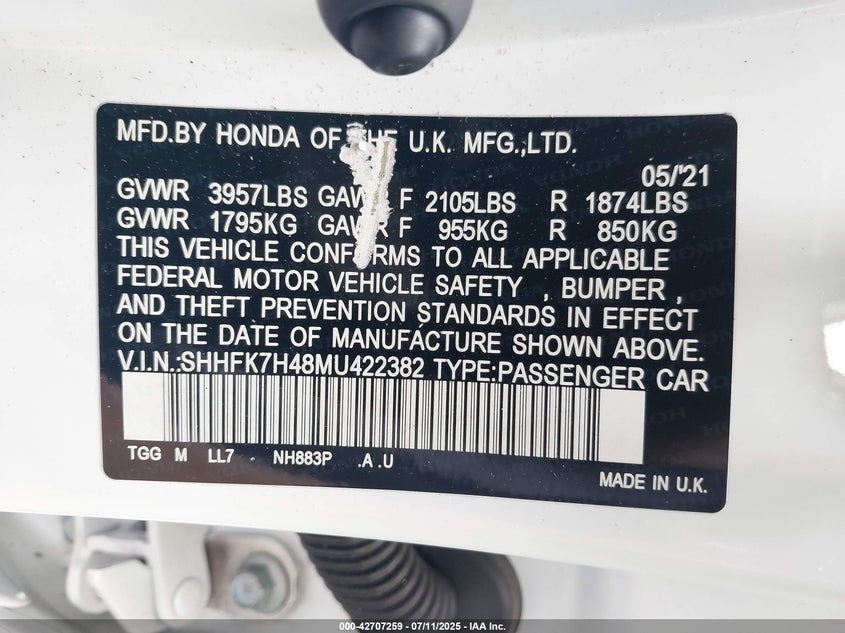 MFD.BY HONDA OF THE U.K. MFG.,LTD.
05/'21
GVWR 3957LBS GAWR F 2105LBS R 1874LBS
GVWR 1795KG GAWR F 955KG R 850KG
THIS VEHICLE CONFORMS TO ALL APPLICABLE
FEDERAL MOTOR VEHICLE SAFETY , BUMPER ,
AND THEFT PREVENTION STANDARDS IN EFFECT
ON THE DATE OF MANUFACTURE SHOWN ABOVE.
V.I.N.:SHHFK7H48MU422382 TYPE:PASSENGER CAR
TGG M LL7 NH883P .A .U
MADE IN U.K.
000-42707259 - 07/11/2025 - IAA Inc.